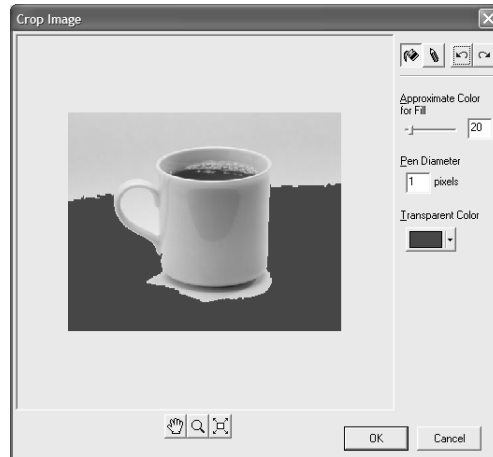 Crop Image
Approximate Color
for Fill
20
Pen Diameter
1 pixels
Transparent Color
OK
Cancel